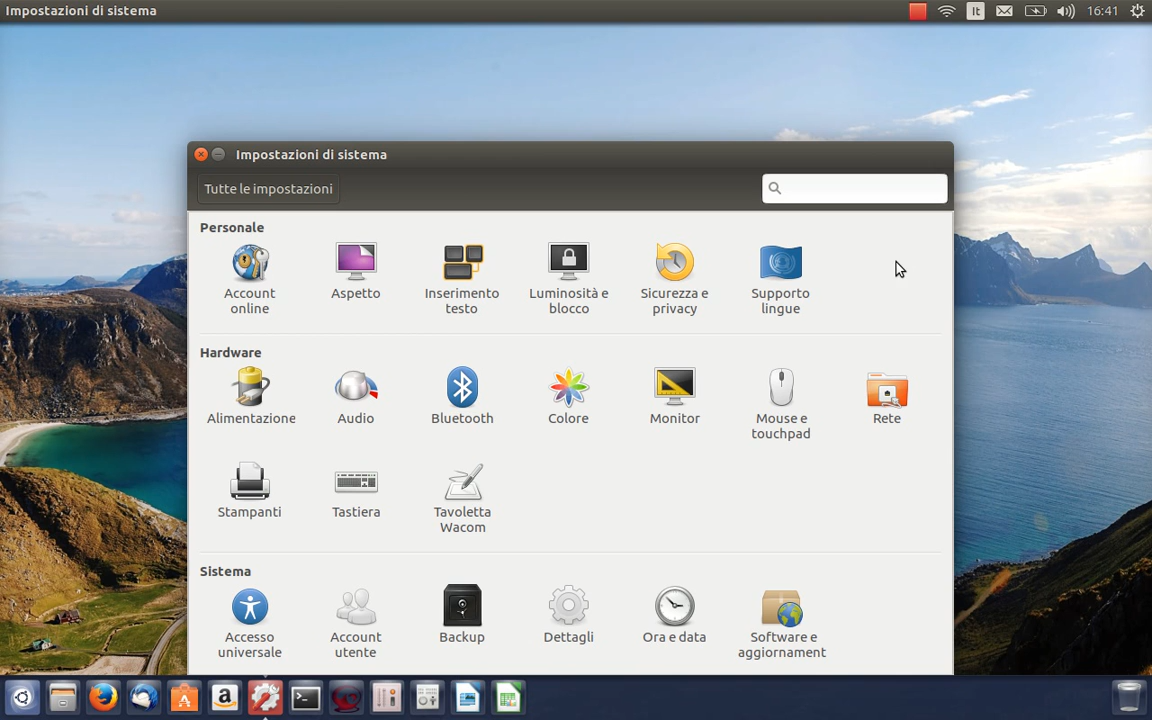 Impostazioni di sistema
It
16:41
Impostazioni di sistema
Tutte le impostazioni
Personale
Account
online
Aspetto
Inserimento
testo
Luminosità e
blocco
Sicurezza e
privacy
Supporto
lingue
Hardware
Alimentazione
Audio
Bluetooth
Colore
Monitor
Mouse e
touchpad
Rete
Stampanti
Tastiera
Tavoletta
Wacom
Sistema
Accesso
universale
Account
utente
Backup
Dettagli
Ora e data
Software e
aggiornament